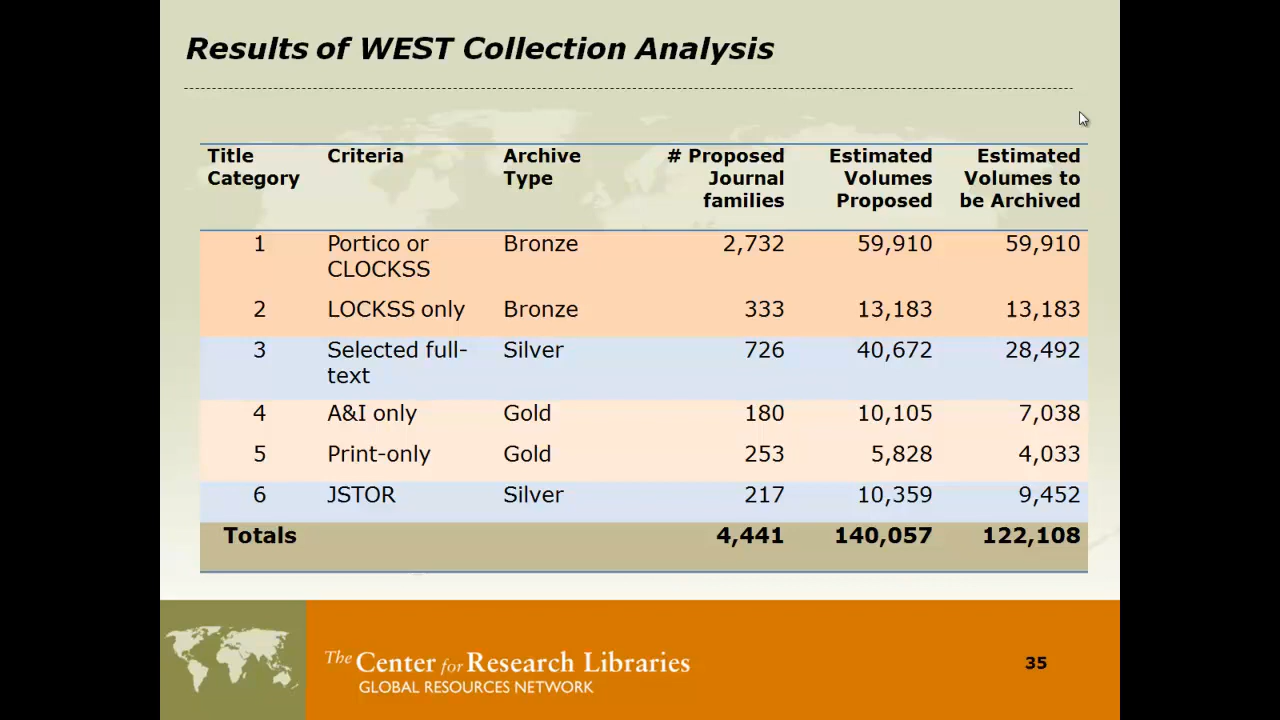 Results of WEST Collection Analysis
Title Category Criteria Archive Type # Proposed Journal families Estimated Volumes Proposed Estimated Volumes to be Archived
1 Portico or CLOCKSS Bronze 2,732 59,910 59,910
2 LOCKSS only Bronze 333 13,183 13,183
3 Selected full-text Silver 726 40,672 28,492
4 A&I only Gold 180 10,105 7,038
5 Print-only Gold 253 5,828 4,033
6 JSTOR Silver 217 10,359 9,452
Totals 4,441 140,057 122,108
The Center for Research Libraries
GLOBAL RESOURCES NETWORK
35